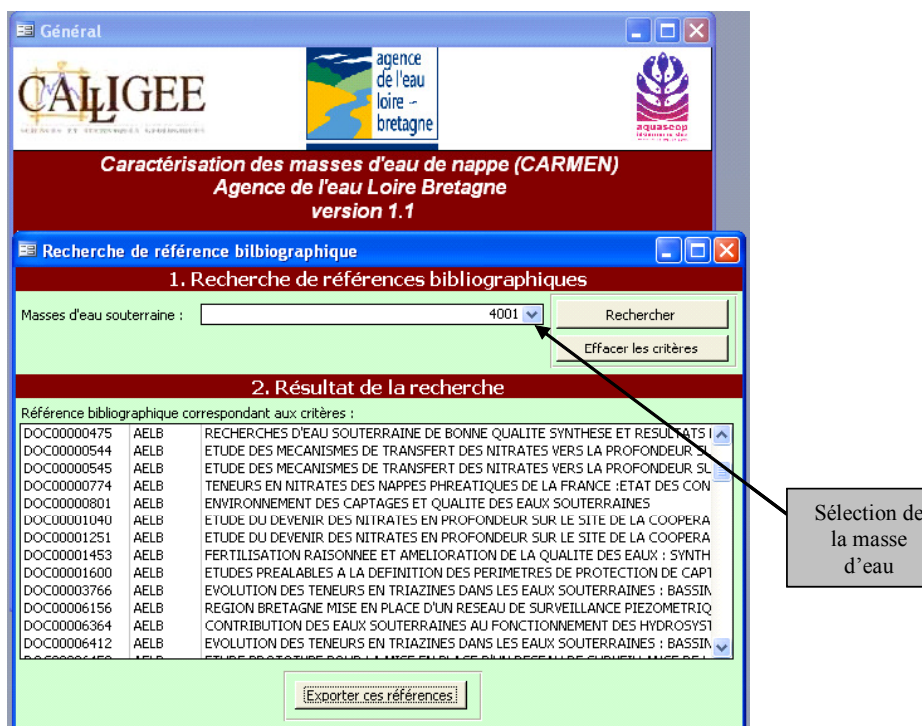 Général
CALLIGEE
agence
de l'eau
loire –
bretagne
aquascop
Caractérisation des masses d'eau de nappe (CARMEN)
Agence de l'eau Loire Bretagne
version 1.1
Recherche de référence bilbiographique
1. Recherche de références bibliographiques
Masses d'eau souterraine : 4001 Rechercher
Effacer les critères
2. Résultat de la recherche
Référence bibliographique correspondant aux critères :
DOC00000475 AELB RECHERCHES D'EAU SOUTERRAINE DE BONNE QUALITE SYNTHESE ET RESULTATS
DOC00000544 AELB ETUDE DES MECANISMES DE TRANSFERT DES NITRATES VERS LA PROFONDEUR SU
DOC00000545 AELB ETUDE DES MECANISMES DE TRANSFERT DES NITRATES VERS LA PROFONDEUR SU
DOC00000774 AELB TENEURS EN NITRATES DES NAPPES PHREATIQUES DE LA FRANCE :ETAT DES CON
DOC00000801 AELB ENVIRONNEMENT DES CAPTAGES ET QUALITE DES EAUX SOUTERRAINES
DOC00001040 AELB ETUDE DU DEVENIR DES NITRATES EN PROFONDEUR SUR LE SITE DE LA COOPERA
DOC00001251 AELB ETUDE DU DEVENIR DES NITRATES EN PROFONDEUR SUR LE SITE DE LA COOPERA
DOC00001453 AELB FERTILISATION RAISONNEE ET AMELIORATION DE LA QUALITE DES EAUX : SYNTH
DOC00001600 AELB ETUDES PREALABLES A LA DEFINITION DES PERIMETRES DE PROTECTION DE CAPT
DOC00003766 AELB EVOLUTION DES TENEURS EN TRIAZINES DANS LES EAUX SOUTERRAINES : BASSIN
DOC00006156 AELB REGION BRETAGNE MISE EN PLACE D'UN RESEAU DE SURVEILLANCE PIEZOMETRIQ
DOC00006364 AELB CONTRIBUTION DES EAUX SOUTERRAINES AU FONCTIONNEMENT DES HYDROSYST
DOC00006412 AELB EVOLUTION DES TENEURS EN TRIAZINES DANS LES EAUX SOUTERRAINES : BASSIN
Exporter ces références
Sélection de
la masse
d'eau